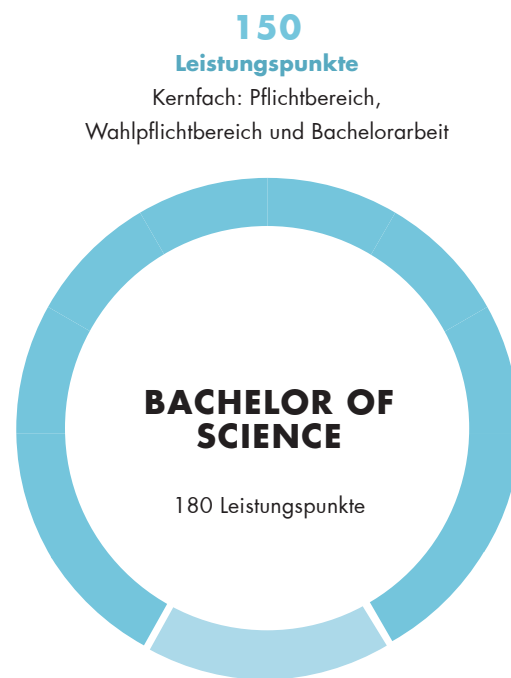 150
Leistungspunkte
Kernfach: Pflichtbereich,
Wahlpflichtbereich und Bachelorarbeit
BACHELOR OF
SCIENCE
180 Leistungspunkte